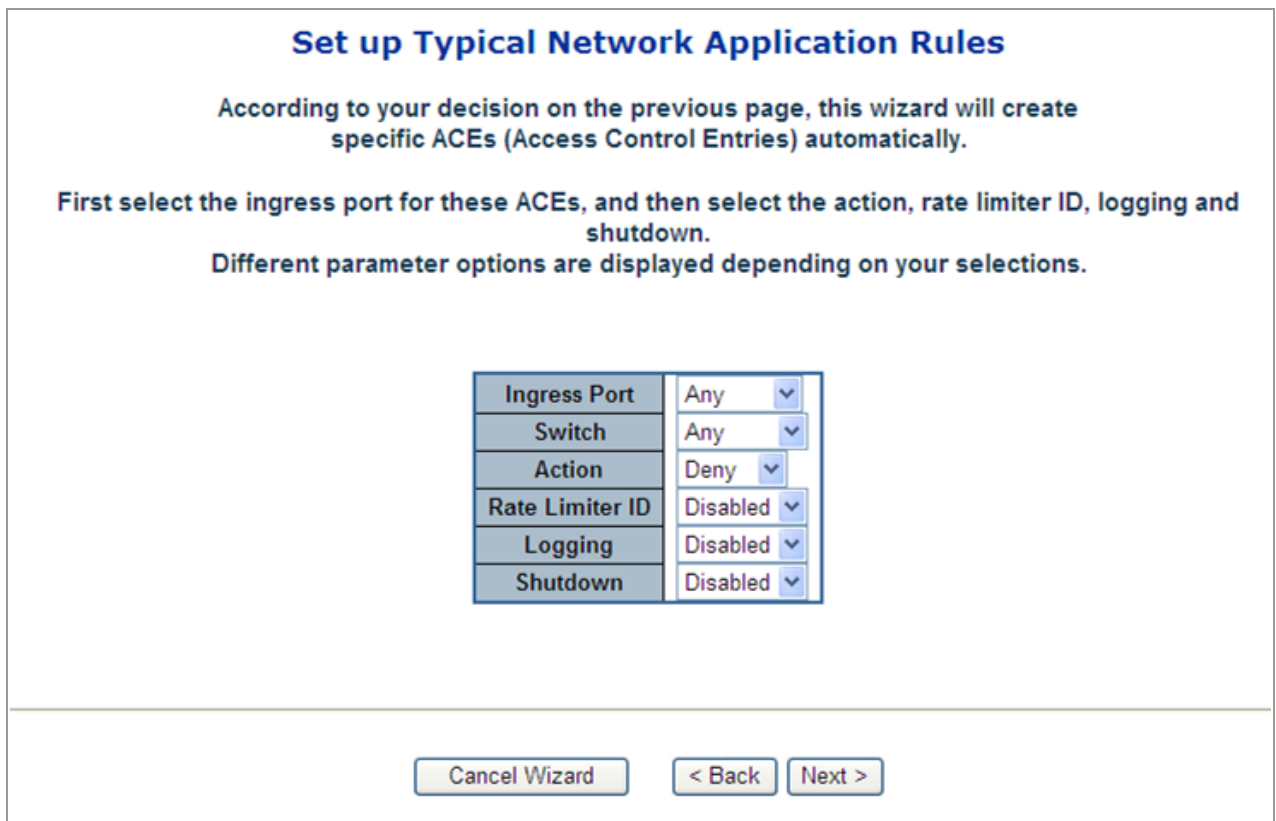 Set up Typical Network Application Rules
According to your decision on the previous page, this wizard will create
specific ACEs (Access Control Entries) automatically.
First select the ingress port for these ACEs, and then select the action, rate limiter ID, logging and
shutdown.
Different parameter options are displayed depending on your selections.
Ingress Port Any
Switch Any
Action Deny
Rate Limiter ID Disabled
Logging Disabled
Shutdown Disabled
Cancel Wizard < Back Next >